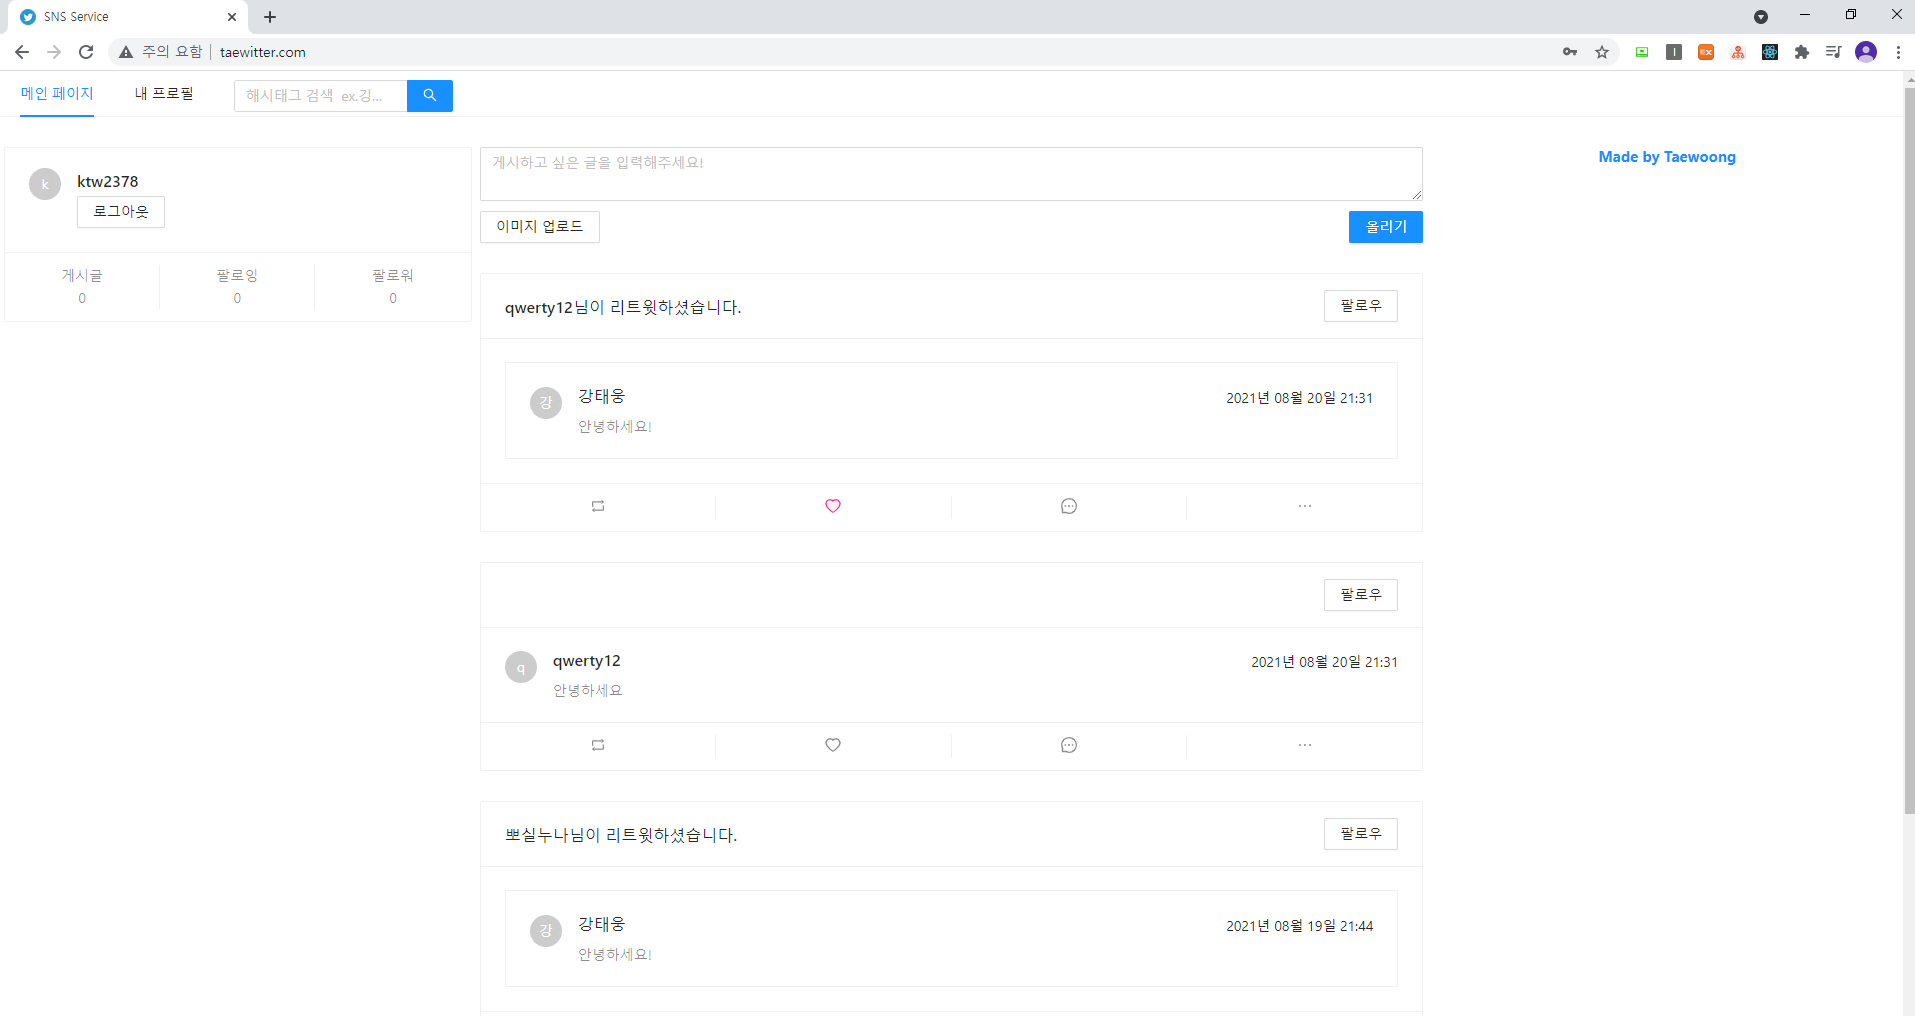 SNS Service
주의 요함 taewitter.com
메인 페이지 내 프로필 해시태그 검색 ex.깅...
k ktw2378
로그아웃
게시글 팔로잉 팔로워
0 0 0
게시하고 싶은 글을 입력해주세요!
이미지 업로드 올리기
Made by Taewoong
qwerty12님이 리트윗하셨습니다. 팔로우
강 강태웅 2021년 08월 20일 21:31
안녕하세요!
팔로우
q qwerty12 2021년 08월 20일 21:31
안녕하세요
뽀실누나님이 리트윗하셨습니다. 팔로우
강 강태웅 2021년 08월 19일 21:44
안녕하세요!